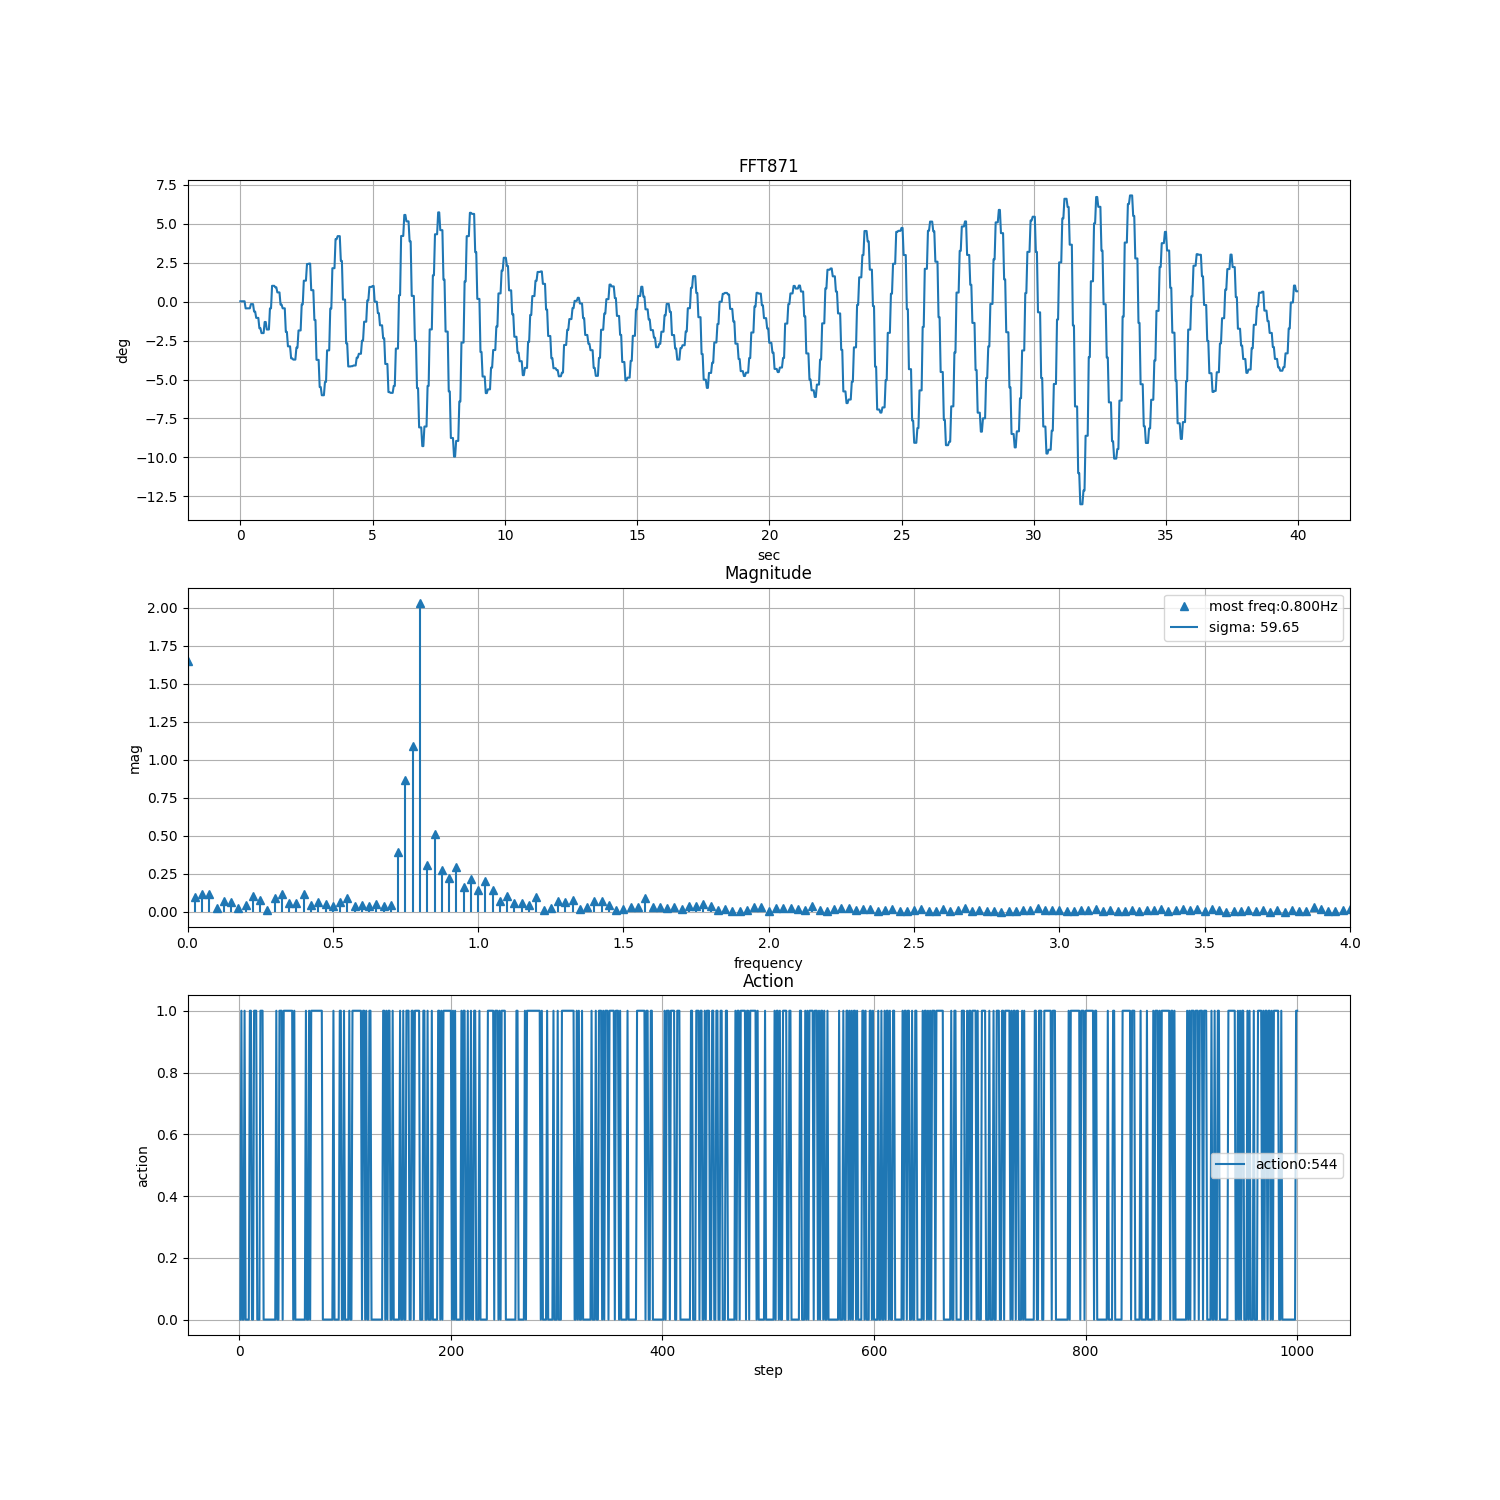 FFT871
7.5
5.0
2.5
0.0
−2.5
−5.0
−7.5
−10.0
−12.5
deg
0 5 10 15 20 25 30 35 40
sec
Magnitude
2.00
1.75
1.50
1.25
1.00
0.75
0.50
0.25
0.00
mag
most freq:0.800Hz
sigma: 59.65
0.0 0.5 1.0 1.5 2.0 2.5 3.0 3.5 4.0
frequency
Action
1.0
0.8
0.6
0.4
0.2
0.0
action
action0:544
0 200 400 600 800 1000
step